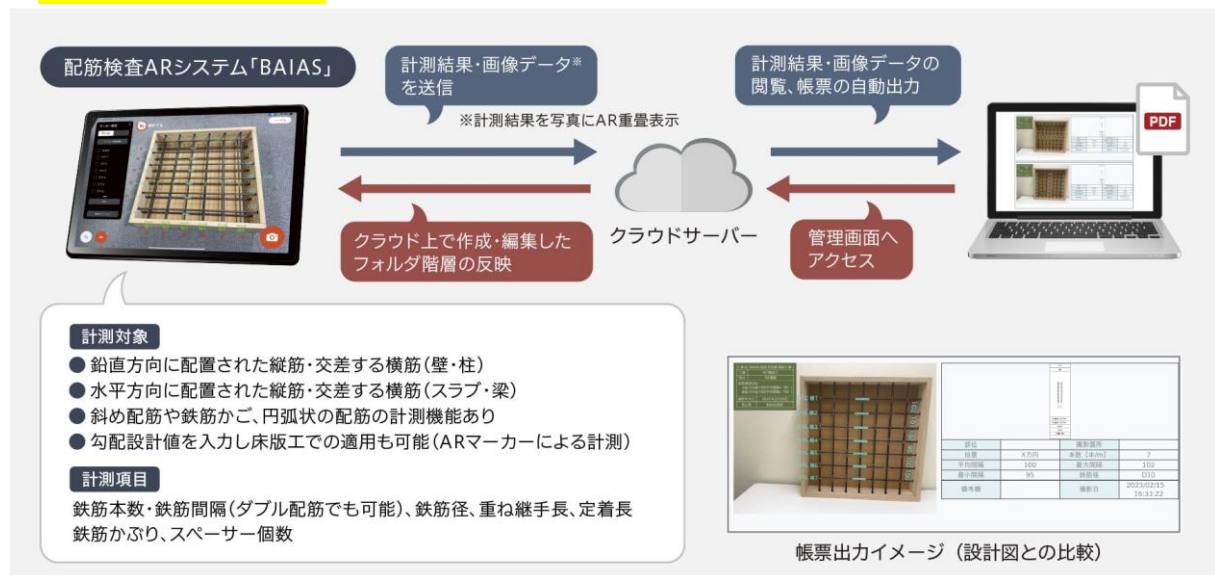 配筋検査ARシステム「BAIAS」
計測結果・画像データ※
を送信
※計測結果を写真にAR重畳表示
計測結果・画像データの
閲覧、帳票の自動出力
PDF
クラウド上で作成・編集した
フォルダ階層の反映
クラウドサーバー
管理画面へ
アクセス
計測対象
● 鉛直方向に配置された縦筋・交差する横筋(壁・柱)
● 水平方向に配置された縦筋・交差する横筋(スラブ・梁)
● 斜め配筋や鉄筋かご、円弧状の配筋の計測機能あり
● 勾配設計値を入力し床版工での適用も可能(ARマーカーによる計測)
計測項目
鉄筋本数・鉄筋間隔(ダブル配筋でも可能)、鉄筋径、重ね継手長、定着長
鉄筋かぶり、スペーサー個数
部位 撮影箇所
位置 X方向 本数 [本/m] 7
平均間隔 100 最大間隔 102
最小間隔 95 鉄筋径 D10
備考欄 撮影日 2023/02/15
16:33:22
帳票出力イメージ(設計図との比較)